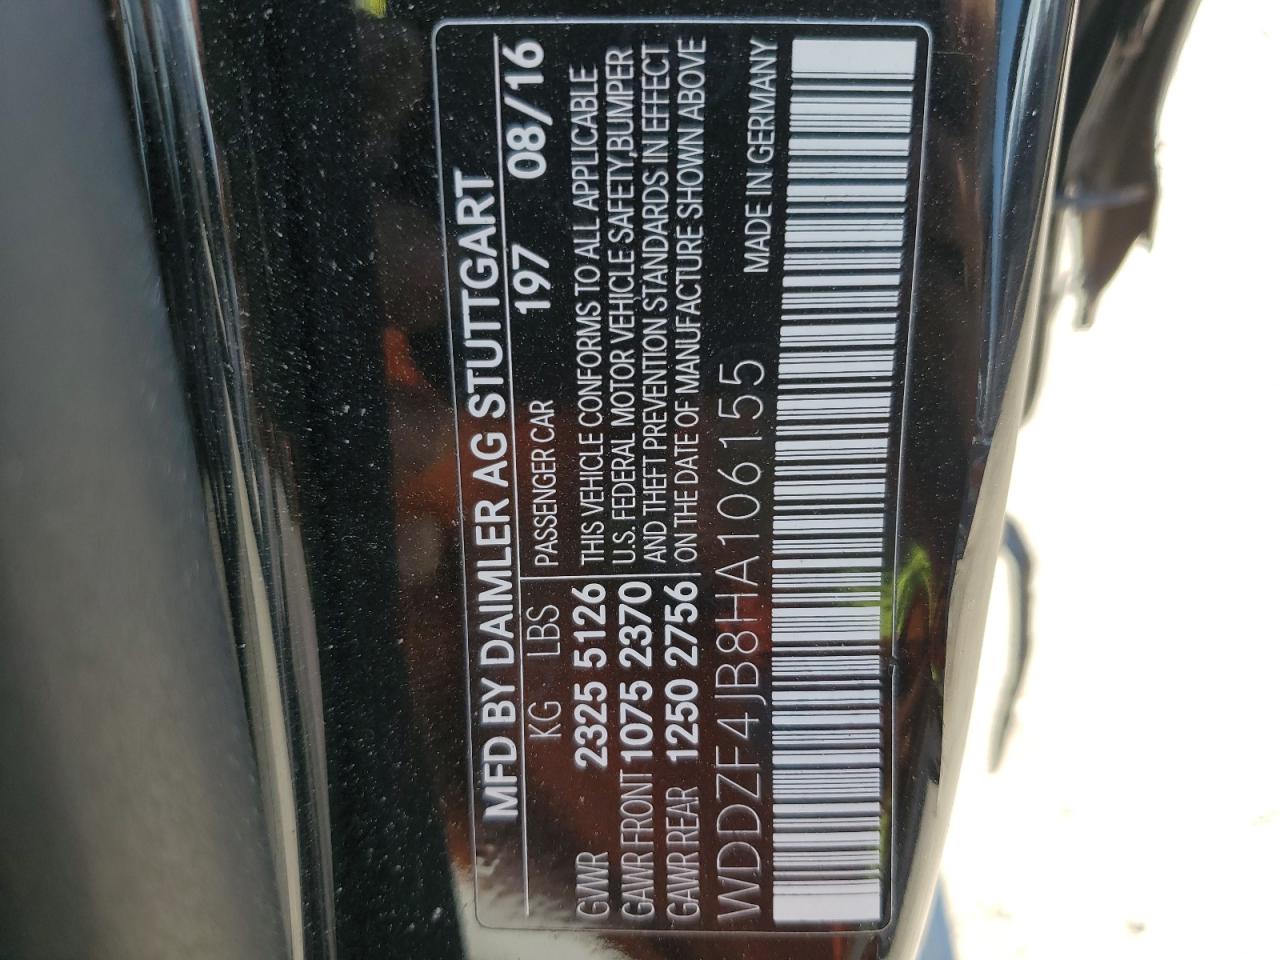 MFD BY DAIMLER AG STUTTGART
KG LBS PASSENGER CAR 197 08/16
GVWR 2325 5126 THIS VEHICLE CONFORMS TO ALL APPLICABLE
GAWR FRONT 1075 2370 U.S. FEDERAL MOTOR VEHICLE SAFETY,BUMPER
AND THEFT PREVENTION STANDARDS IN EFFECT
GAWR REAR 1250 2756 ON THE DATE OF MANUFACTURE SHOWN ABOVE
WDDZF4JB8HA106155 MADE IN GERMANY